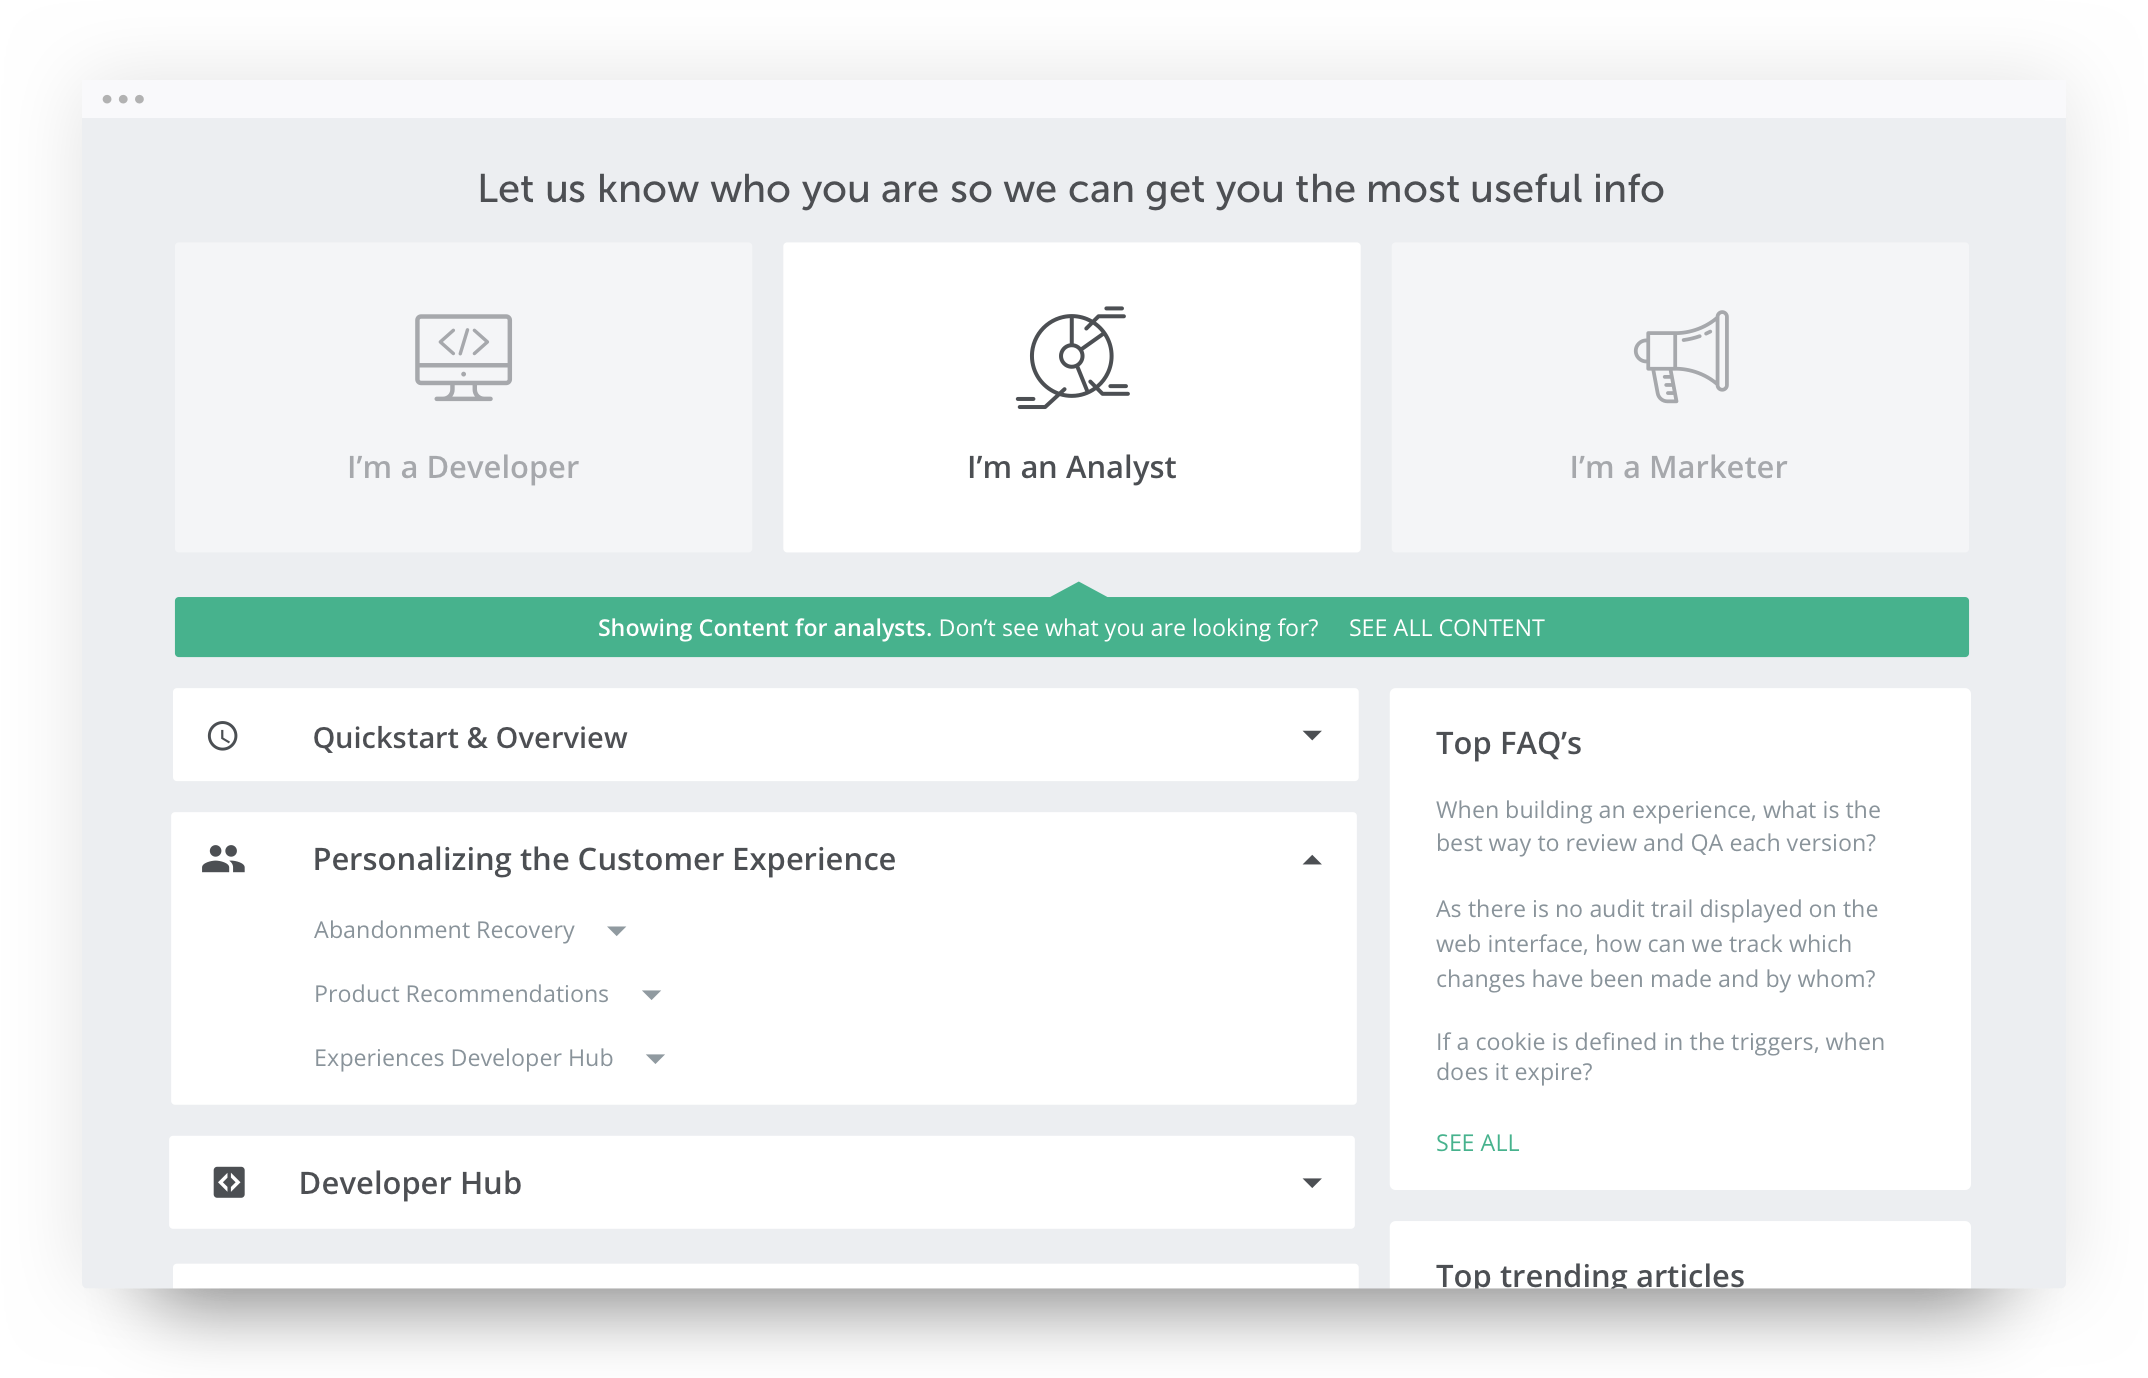 Let us know who you are so we can get you the most useful info
I’m a Developer
I’m an Analyst
I’m a Marketer
Showing Content for analysts. Don’t see what you are looking for? SEE ALL CONTENT
Quickstart & Overview
Personalizing the Customer Experience
Abandonment Recovery
Product Recommendations
Experiences Developer Hub
Developer Hub
Top FAQ’s
When building an experience, what is the
best way to review and QA each version?
As there is no audit trail displayed on the
web interface, how can we track which
changes have been made and by whom?
If a cookie is defined in the triggers, when
does it expire?
SEE ALL
Top trending articles